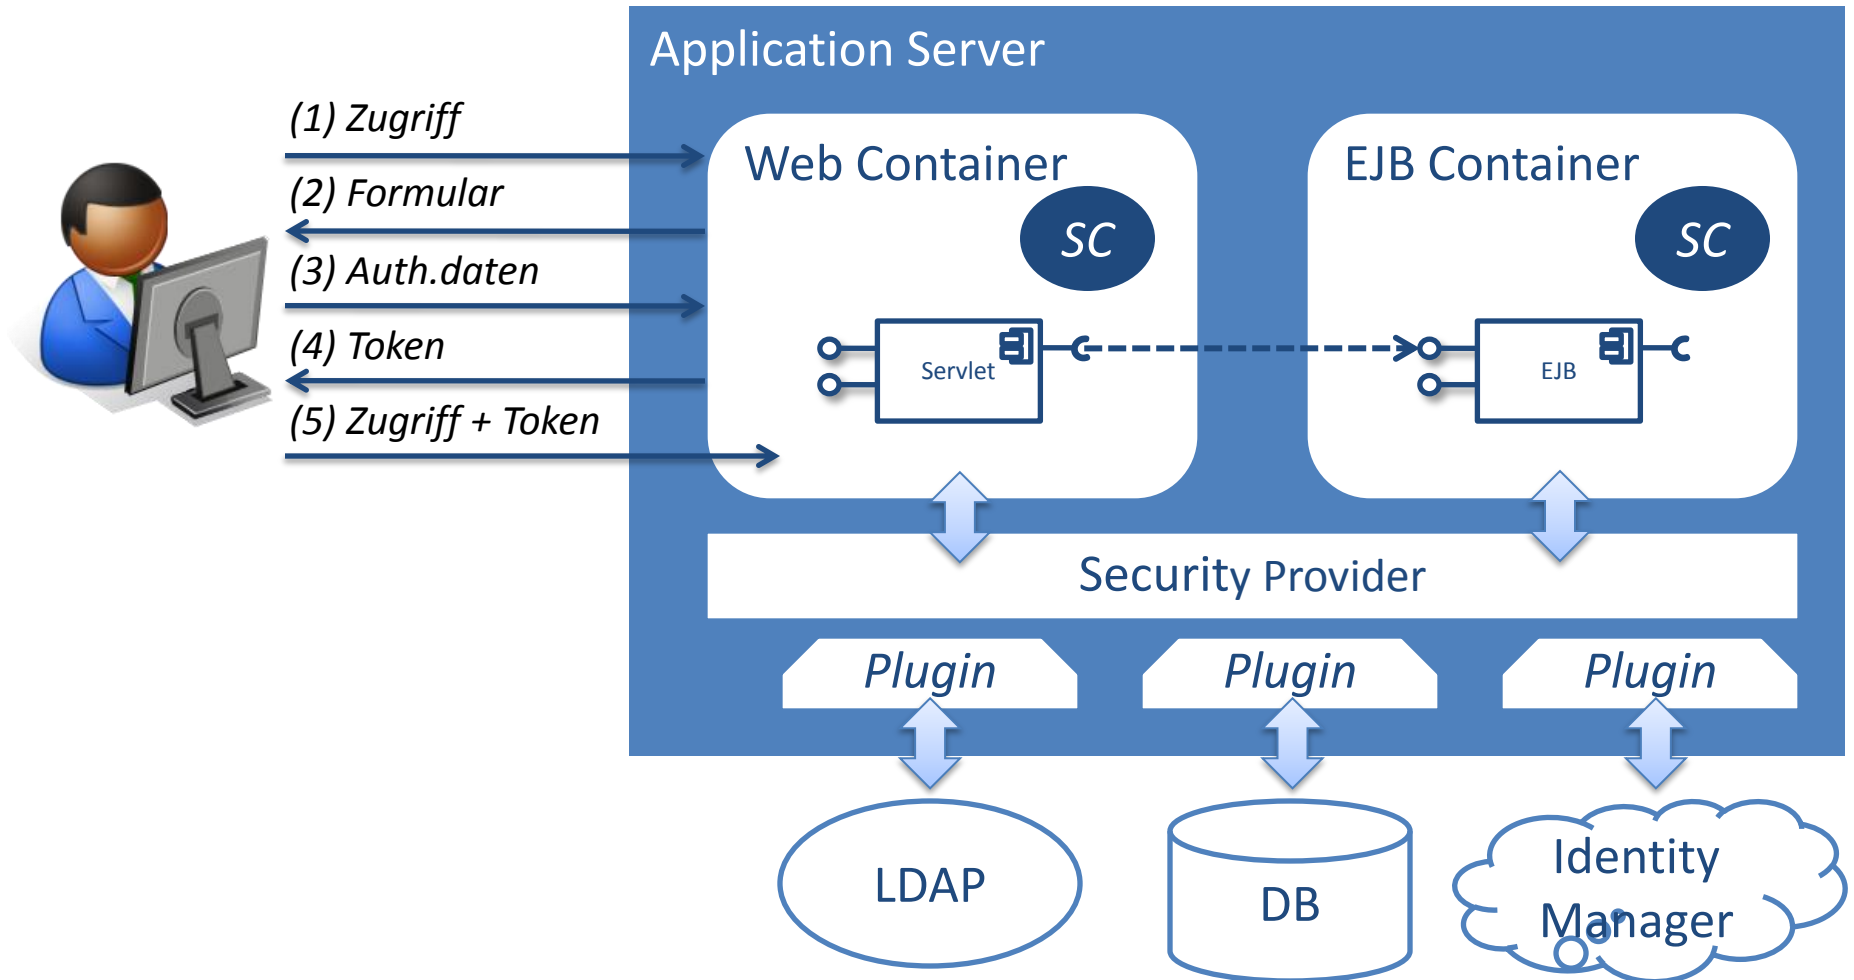 Application Server
(1) Zugriff
(2) Formular
(3) Auth.daten
(4) Token
(5) Zugriff + Token
Web Container
SC
Servlet
EJB Container
SC
EJB
Security Provider
Plugin
Plugin
Plugin
LDAP
DB
Identity
Manager